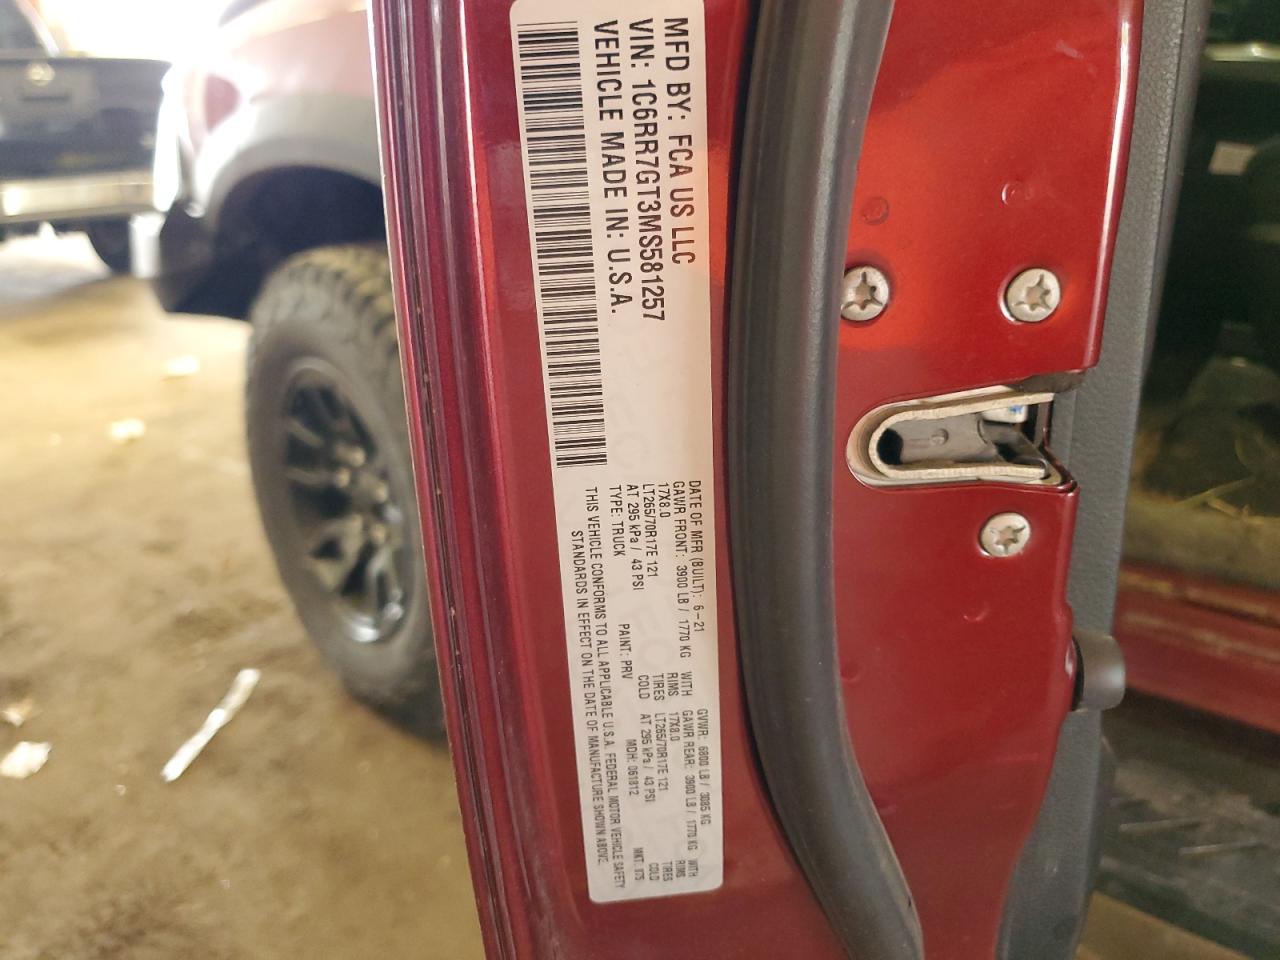 MFD BY: FCA US LLC
VIN: 1C6RR7GT3MS581257
VEHICLE MADE IN: U.S.A.
DATE OF MFR (BUILT): 6-21 GVWR: 6800 LB / 3085 KG
GAWR FRONT: 3900 LB / 1770 KG WITH GAWR REAR: 3900 LB / 1770 KG WITH
17X8.0 RIMS 17X8.0 RIMS
LT265/70R17E 121 TIRES LT265/70R17E 121 TIRES
AT 295 kPa / 43 PSI COLD AT 295 kPa / 43 PSI COLD
TYPE: TRUCK PAINT: PRV MDH: 061812 MKT:
THIS VEHICLE CONFORMS TO ALL APPLICABLE U.S.A. FEDERAL MOTOR VEHICLE SAFETY
STANDARDS IN EFFECT ON THE DATE OF MANUFACTURE SHOWN ABOVE.